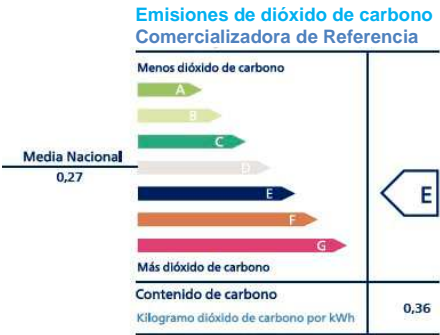 Emisiones de dióxido de carbono
Comercializadora de Referencia
Menos dióxido de carbono
A
B
C
Media Nacional
D
0,27
E
E
F
G
Más dióxido de carbono
Contenido de carbono
0,36
Kilogramo dióxido de carbono por kWh